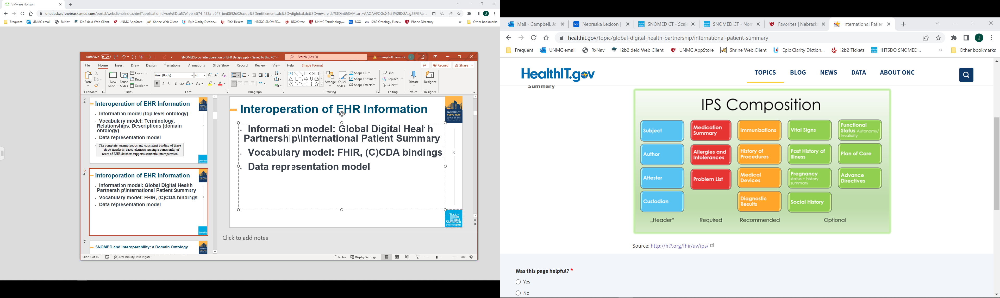 VMware Horizon
onedeskws1.nebraskamed.com/portal/webclient/index.html?applicationId=cn%3Dca57e1eb-e574-433a-a047-bed3f92d02cc,ou%3Dentitlements,dc%3Dvdiglobal,dc%3Dvmware,dc%3Dint&SAMLart=AAQAAFQGuX4ei1%2BX2Acg2EFGRzr...
Frequent UNMC email RxNav i2b2 deid Web Client UNMC AppStore Shrine Web Client Epic Clarity Diction... i2b2 Tickets IHTSDO SNOMED... BD2K trac UNMC Terminology... BOX i2b2 Ontology Func... Phone Directory » Other bookmarks
AutoSave Off SNOMEDExpo_Interoperation of EHR Datajrc.pptx • Saved to this PC Search (Alt+Q) Campbell, James R CJ
File Home Insert Draw Design Transitions Animations Slide Show Record Review View Help Shape Format Record Share
Paste New Slide Reuse Slides Layout Reset Section Arial (Body) 40 Arrange Quick Styles Shape Fill Shape Outline Shape Effects Find Replace Select Dictate Designer
Clipboard Slides Font Paragraph Drawing Editing Voice Designer
5
Interoperation of EHR Information
Information model (top level ontology)
Vocabulary model: Terminology,
Relationships, Descriptions (domain
ontology)
Data representation model
The complete, unambiguous and consistent binding of these
three standards-based elements among a community of
users of EHR datasets supports semantic interoperation
SNOMED
6
Interoperation of EHR Information
Information model: Global Digital Health
Partnership\International Patient Summary
Vocabulary model: FHIR, (C)CDA bindings
Data representation model
SNOMED
7
SNOMED and Interoperability: a Domain Ontology
Interoperation of EHR Information
SNOMED CT
EXPO 2022
SEPT 29-30, 2022
Information model: Global Digital Health
Partnership\International Patient Summary
Vocabulary model: FHIR, (C)CDA bindings
Data representation model
6
Click icon
SNOMED
International
Click to add notes
Slide 6 of 46 Accessibility: Investigate Notes Display Settings 70%
Mail - Campbell, Ja Nebraska Lexicon | SNOMED CT - Scale SNOMED CT - Nom Favorites | Nebrask International Patien
healthit.gov/topic/global-digital-health-partnership/international-patient-summary
J
Frequent UNMC email RxNav i2b2 deid Web Client UNMC AppStore Shrine Web Client Epic Clarity Diction... i2b2 Tickets IHTSDO SNOMED... » Other bookmarks
HealthIT.gov
TOPICS BLOG NEWS DATA ABOUT ONC
Summary
IPS Composition
Subject
Author
Attester
Custodian
„Header“
Medication
Summary
Allergies and
Intolerances
Problem List
Required
Immunizations
History of
Procedures
Medical
Devices
Diagnostic
Results
Recommended
Vital Signs
Past History of
Illness
Pregnancy
status + history
summary
Social History
Functional
Status Autonomy/
Invalidity
Plan of Care
Advance
Directives
Optional
Source: http://hl7.org/fhir/uv/ips/
Was this page helpful? *
Yes
No